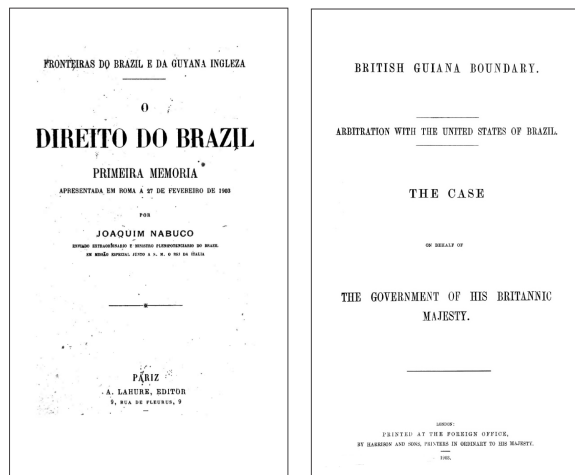 FRONTEIRAS DO BRAZIL E DA GUYANA INGLEZA
O
DIREITO DO BRAZIL
PRIMEIRA MEMORIA
APRESENTADA EM ROMA A 27 DE FEVEREIRO DE 1903
POR
JOAQUIM NABUCO
ENVIADO EXTRAORDINARIO E MINISTRO PLENIPOTENCIARIO DO BRAZIL
EM MISSÃO ESPECIAL JUNTO A S. M. O REI DA ITALIA
PARIZ
A. LAHURE, EDITOR
9, RUA DE FLEURUS, 9
BRITISH GUIANA BOUNDARY.
ARBITRATION WITH THE UNITED STATES OF BRAZIL.
THE CASE
ON BEHALF OF
THE GOVERNMENT OF HIS BRITANNIC
MAJESTY.
LONDON:
PRINTED AT THE FOREIGN OFFICE,
BY HARRISON AND SONS, PRINTERS IN ORDINARY TO HIS MAJESTY.
1903.